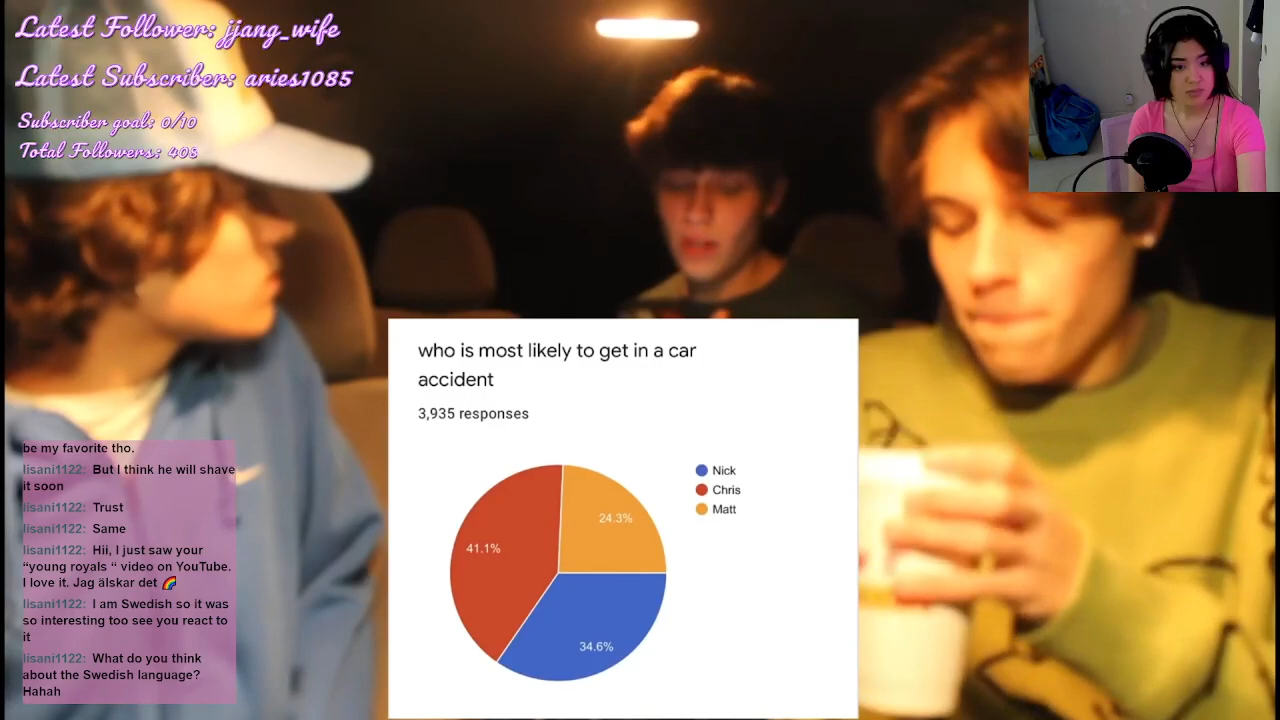 Latest Follower: jjang_wife
Latest Subscriber: aries1085
Subscriber goal: 0/10
Total Followers: 405
who is most likely to get in a car
accident
3,935 responses
Nick
Chris
Matt
24.3%
41.1%
34.6%
be my favorite tho.
lisani1122: But I think he will shave
it soon
lisani1122: Trust
lisani1122: Same
lisani1122: Hii, I just saw your
“young royals “ video on YouTube.
I love it. Jag älskar det 🌈
lisani1122: I am Swedish so it was
so interesting too see you react to
it
lisani1122: What do you think
about the Swedish language?
Hahah